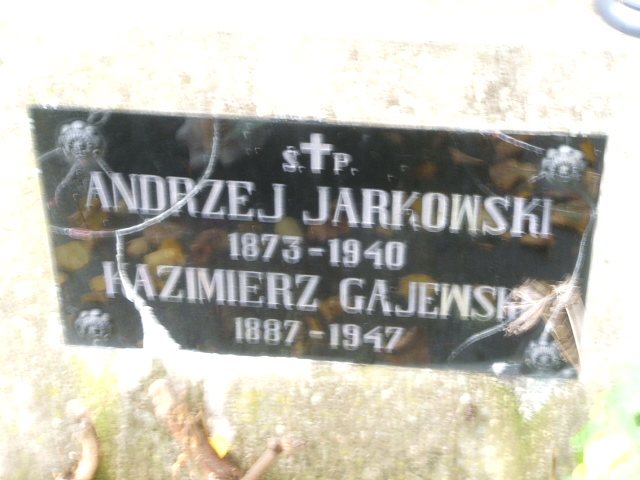 Ś.†P.
ANDRZEJ JARKOWSKI
1873-1940
KAZIMIERZ GAJEWSKI
1887-1947